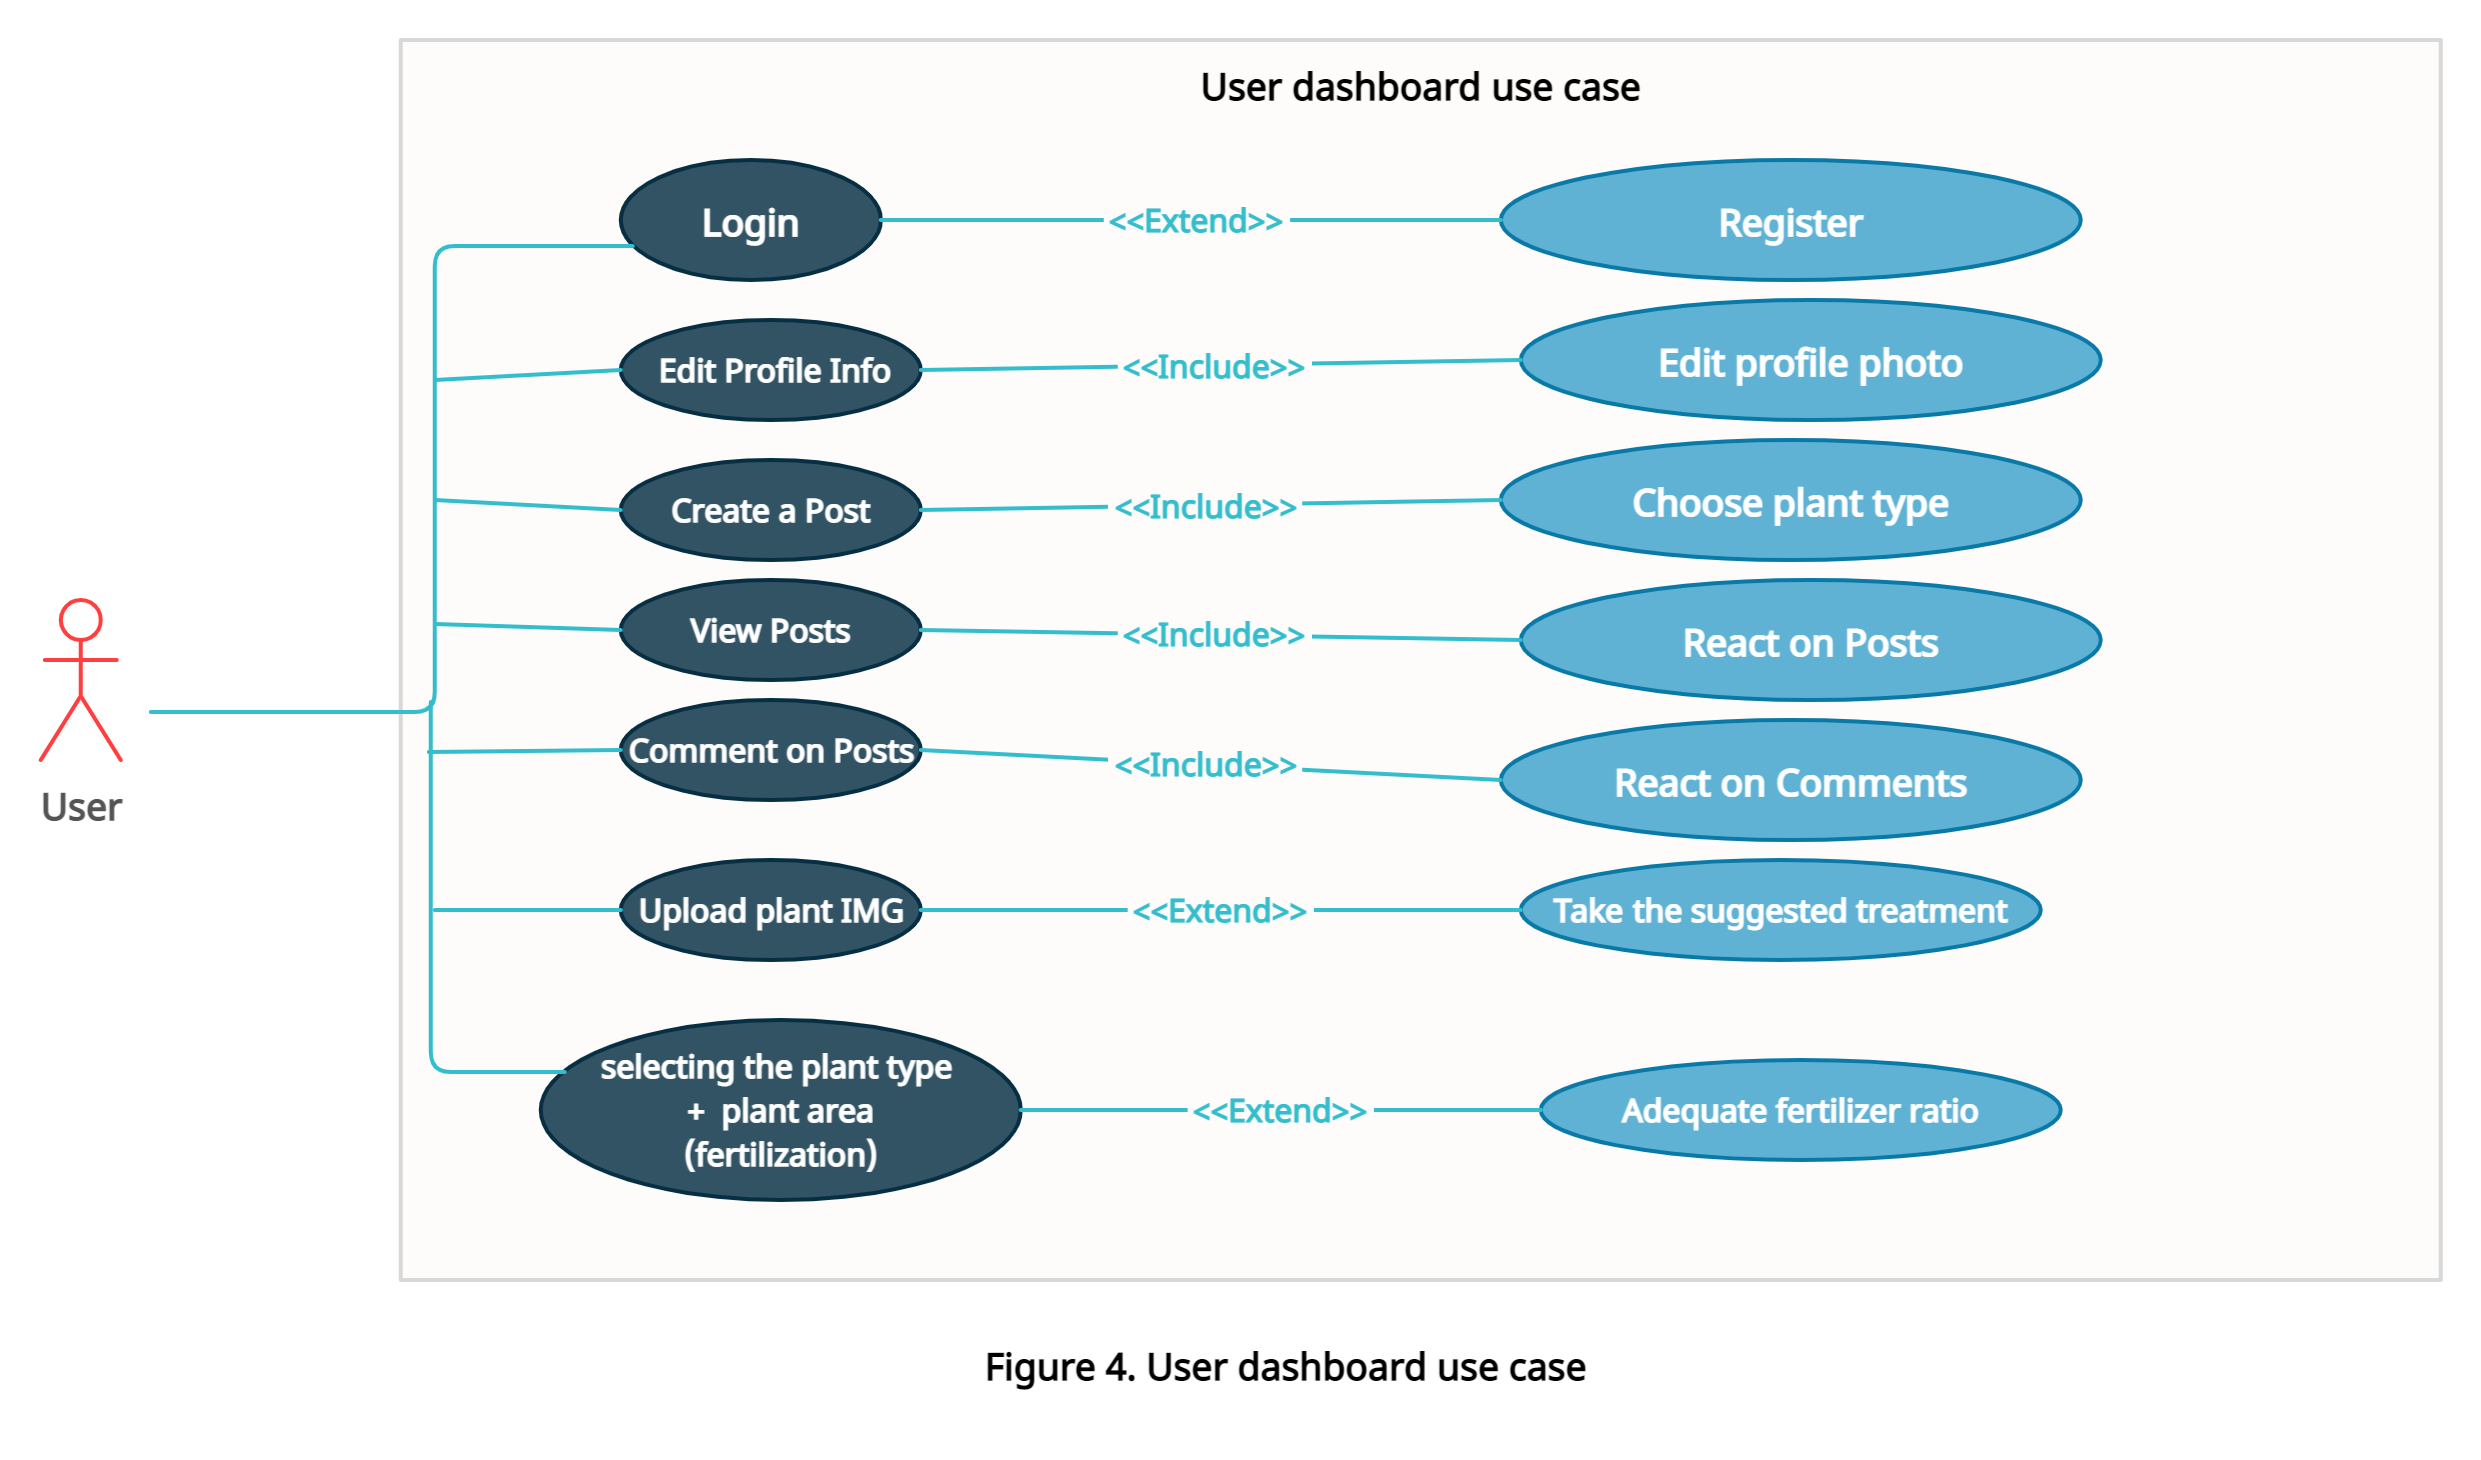 User dashboard use case
Login
<<Extend>>
Register
Edit Profile Info
<<Include>>
Edit profile photo
Create a Post
<<Include>>
Choose plant type
View Posts
<<Include>>
React on Posts
Comment on Posts
<<Include>>
React on Comments
User
Upload plant IMG
<<Extend>>
Take the suggested treatment
selecting the plant type
+ plant area
(fertilization)
<<Extend>>
Adequate fertilizer ratio
Figure 4. User dashboard use case